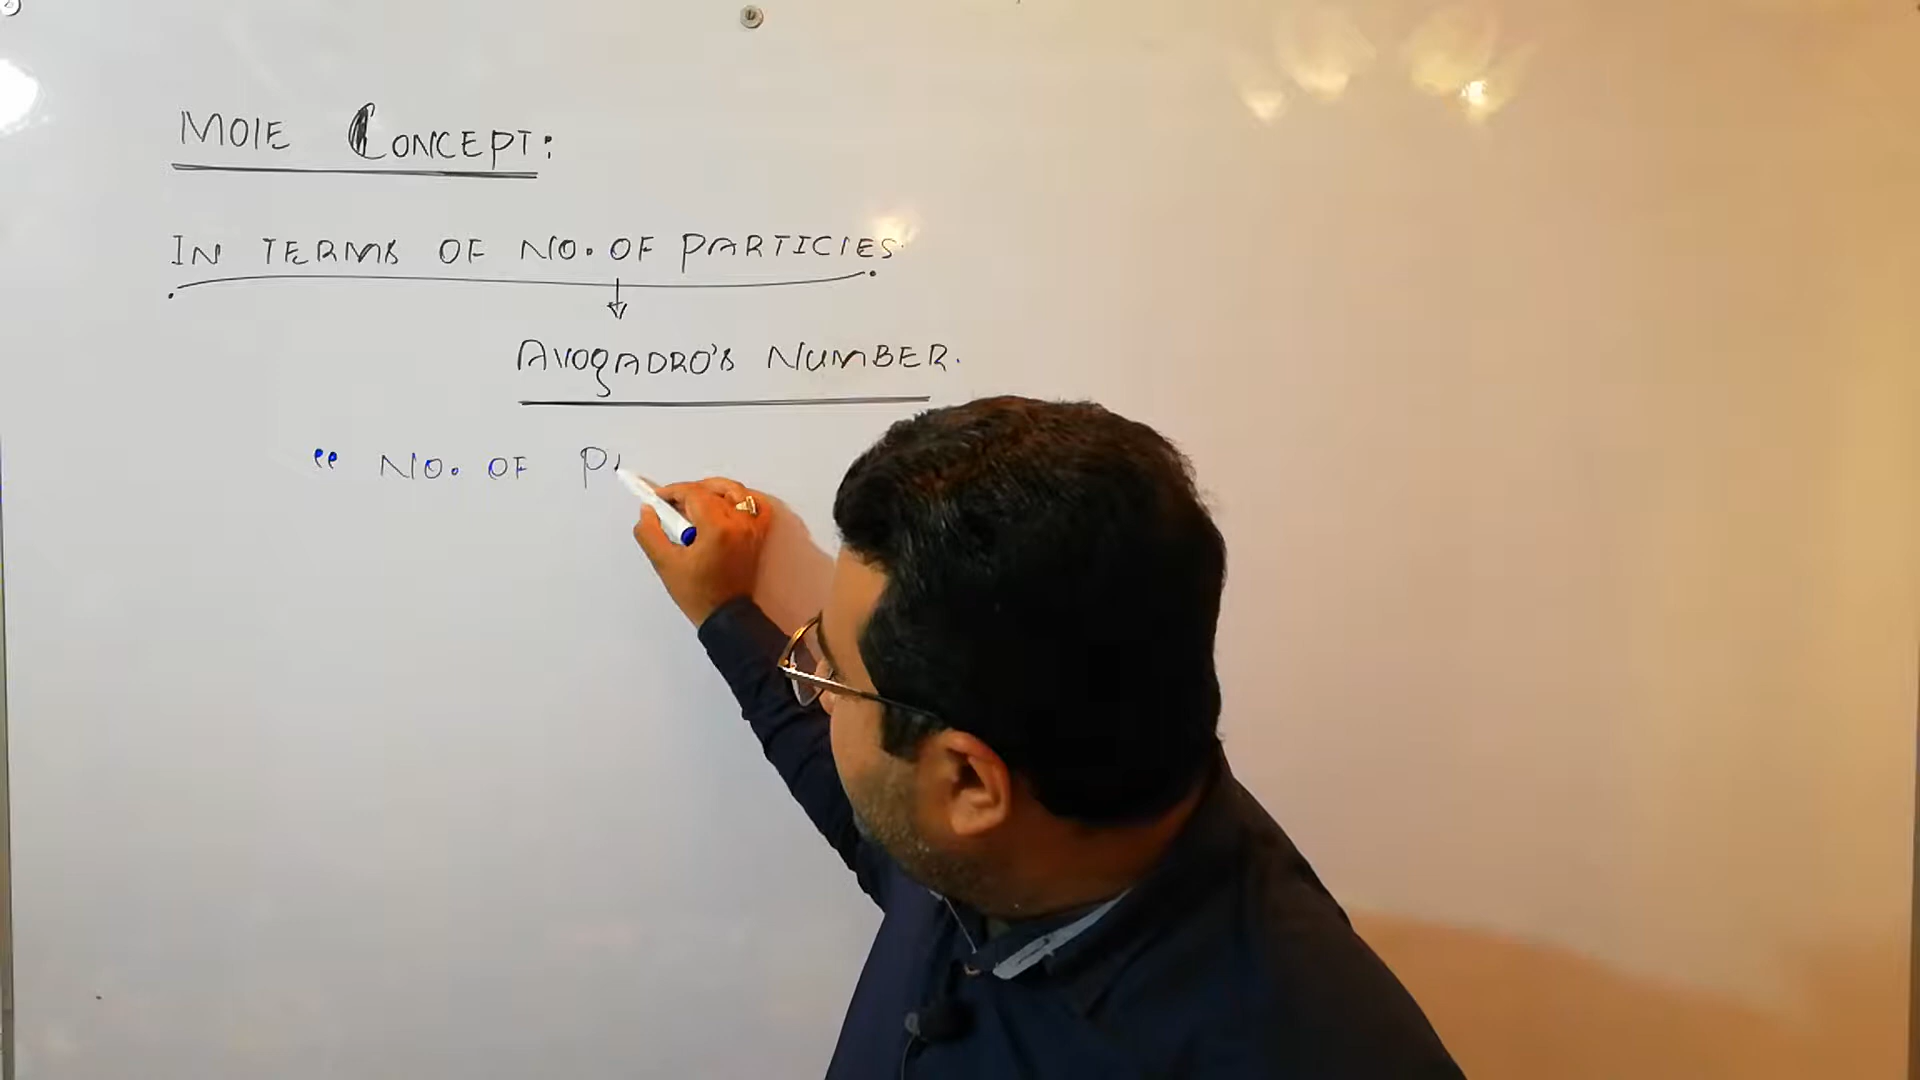 MOLE CONCEPT:
IN TERMS OF NO. OF PARTICLES.
AVOGADRO'S NUMBER.
" NO. OF